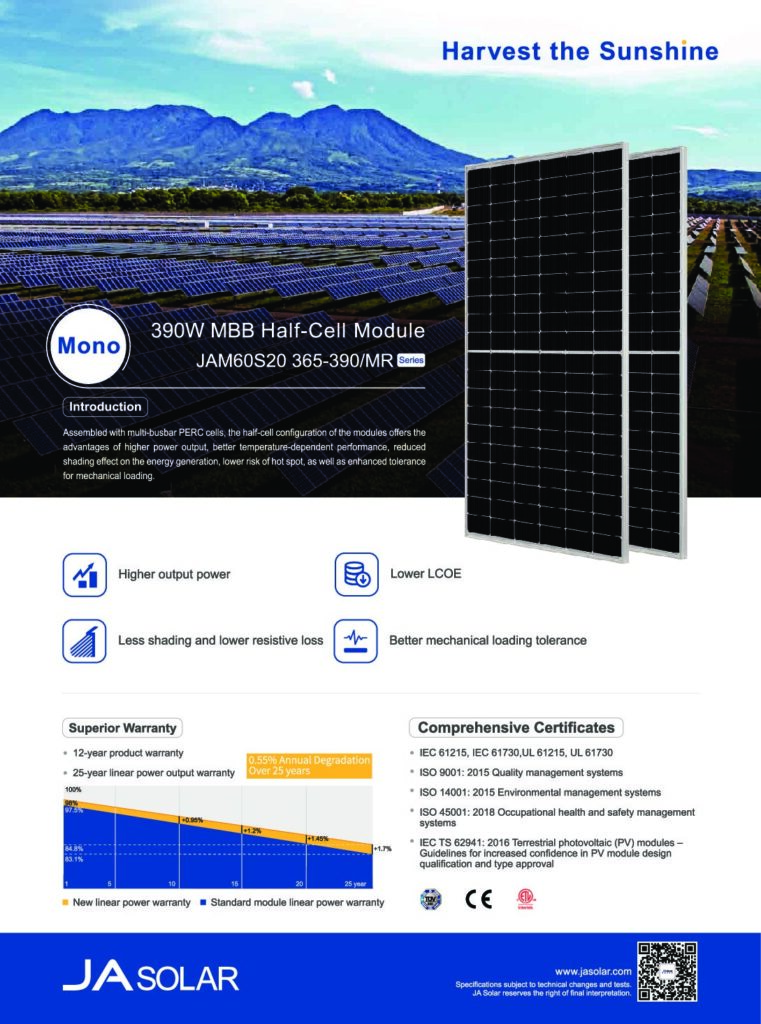 Harvest the Sunshine
Mono
390W MBB Half-Cell Module
JAM60S20 365-390/MR Series
Introduction
Assembled with multi-busbar PERC cells, the half-cell configuration of the modules offers the
advantages of higher power output, better temperature-dependent performance, reduced
shading effect on the energy generation, lower risk of hot spot, as well as enhanced tolerance
for mechanical loading.
Higher output power
Lower LCOE
Less shading and lower resistive loss
Better mechanical loading tolerance
Superior Warranty
12-year product warranty
25-year linear power output warranty
0.55% Annual Degradation
Over 25 years
100%
98%
97.5%
+0.95%
+1.2%
+1.45%
+1.7%
84.8%
83.1%
1 5 10 15 20 25 year
New linear power warranty
Standard module linear power warranty
Comprehensive Certificates
IEC 61215, IEC 61730,UL 61215, UL 61730
ISO 9001: 2015 Quality management systems
ISO 14001: 2015 Environmental management systems
ISO 45001: 2018 Occupational health and safety management
systems
IEC TS 62941: 2016 Terrestrial photovoltaic (PV) modules –
Guidelines for increased confidence in PV module design
qualification and type approval
TÜV
CE
JA SOLAR
www.jasolar.com
Specifications subject to technical changes and tests.
JA Solar reserves the right of final interpretation.